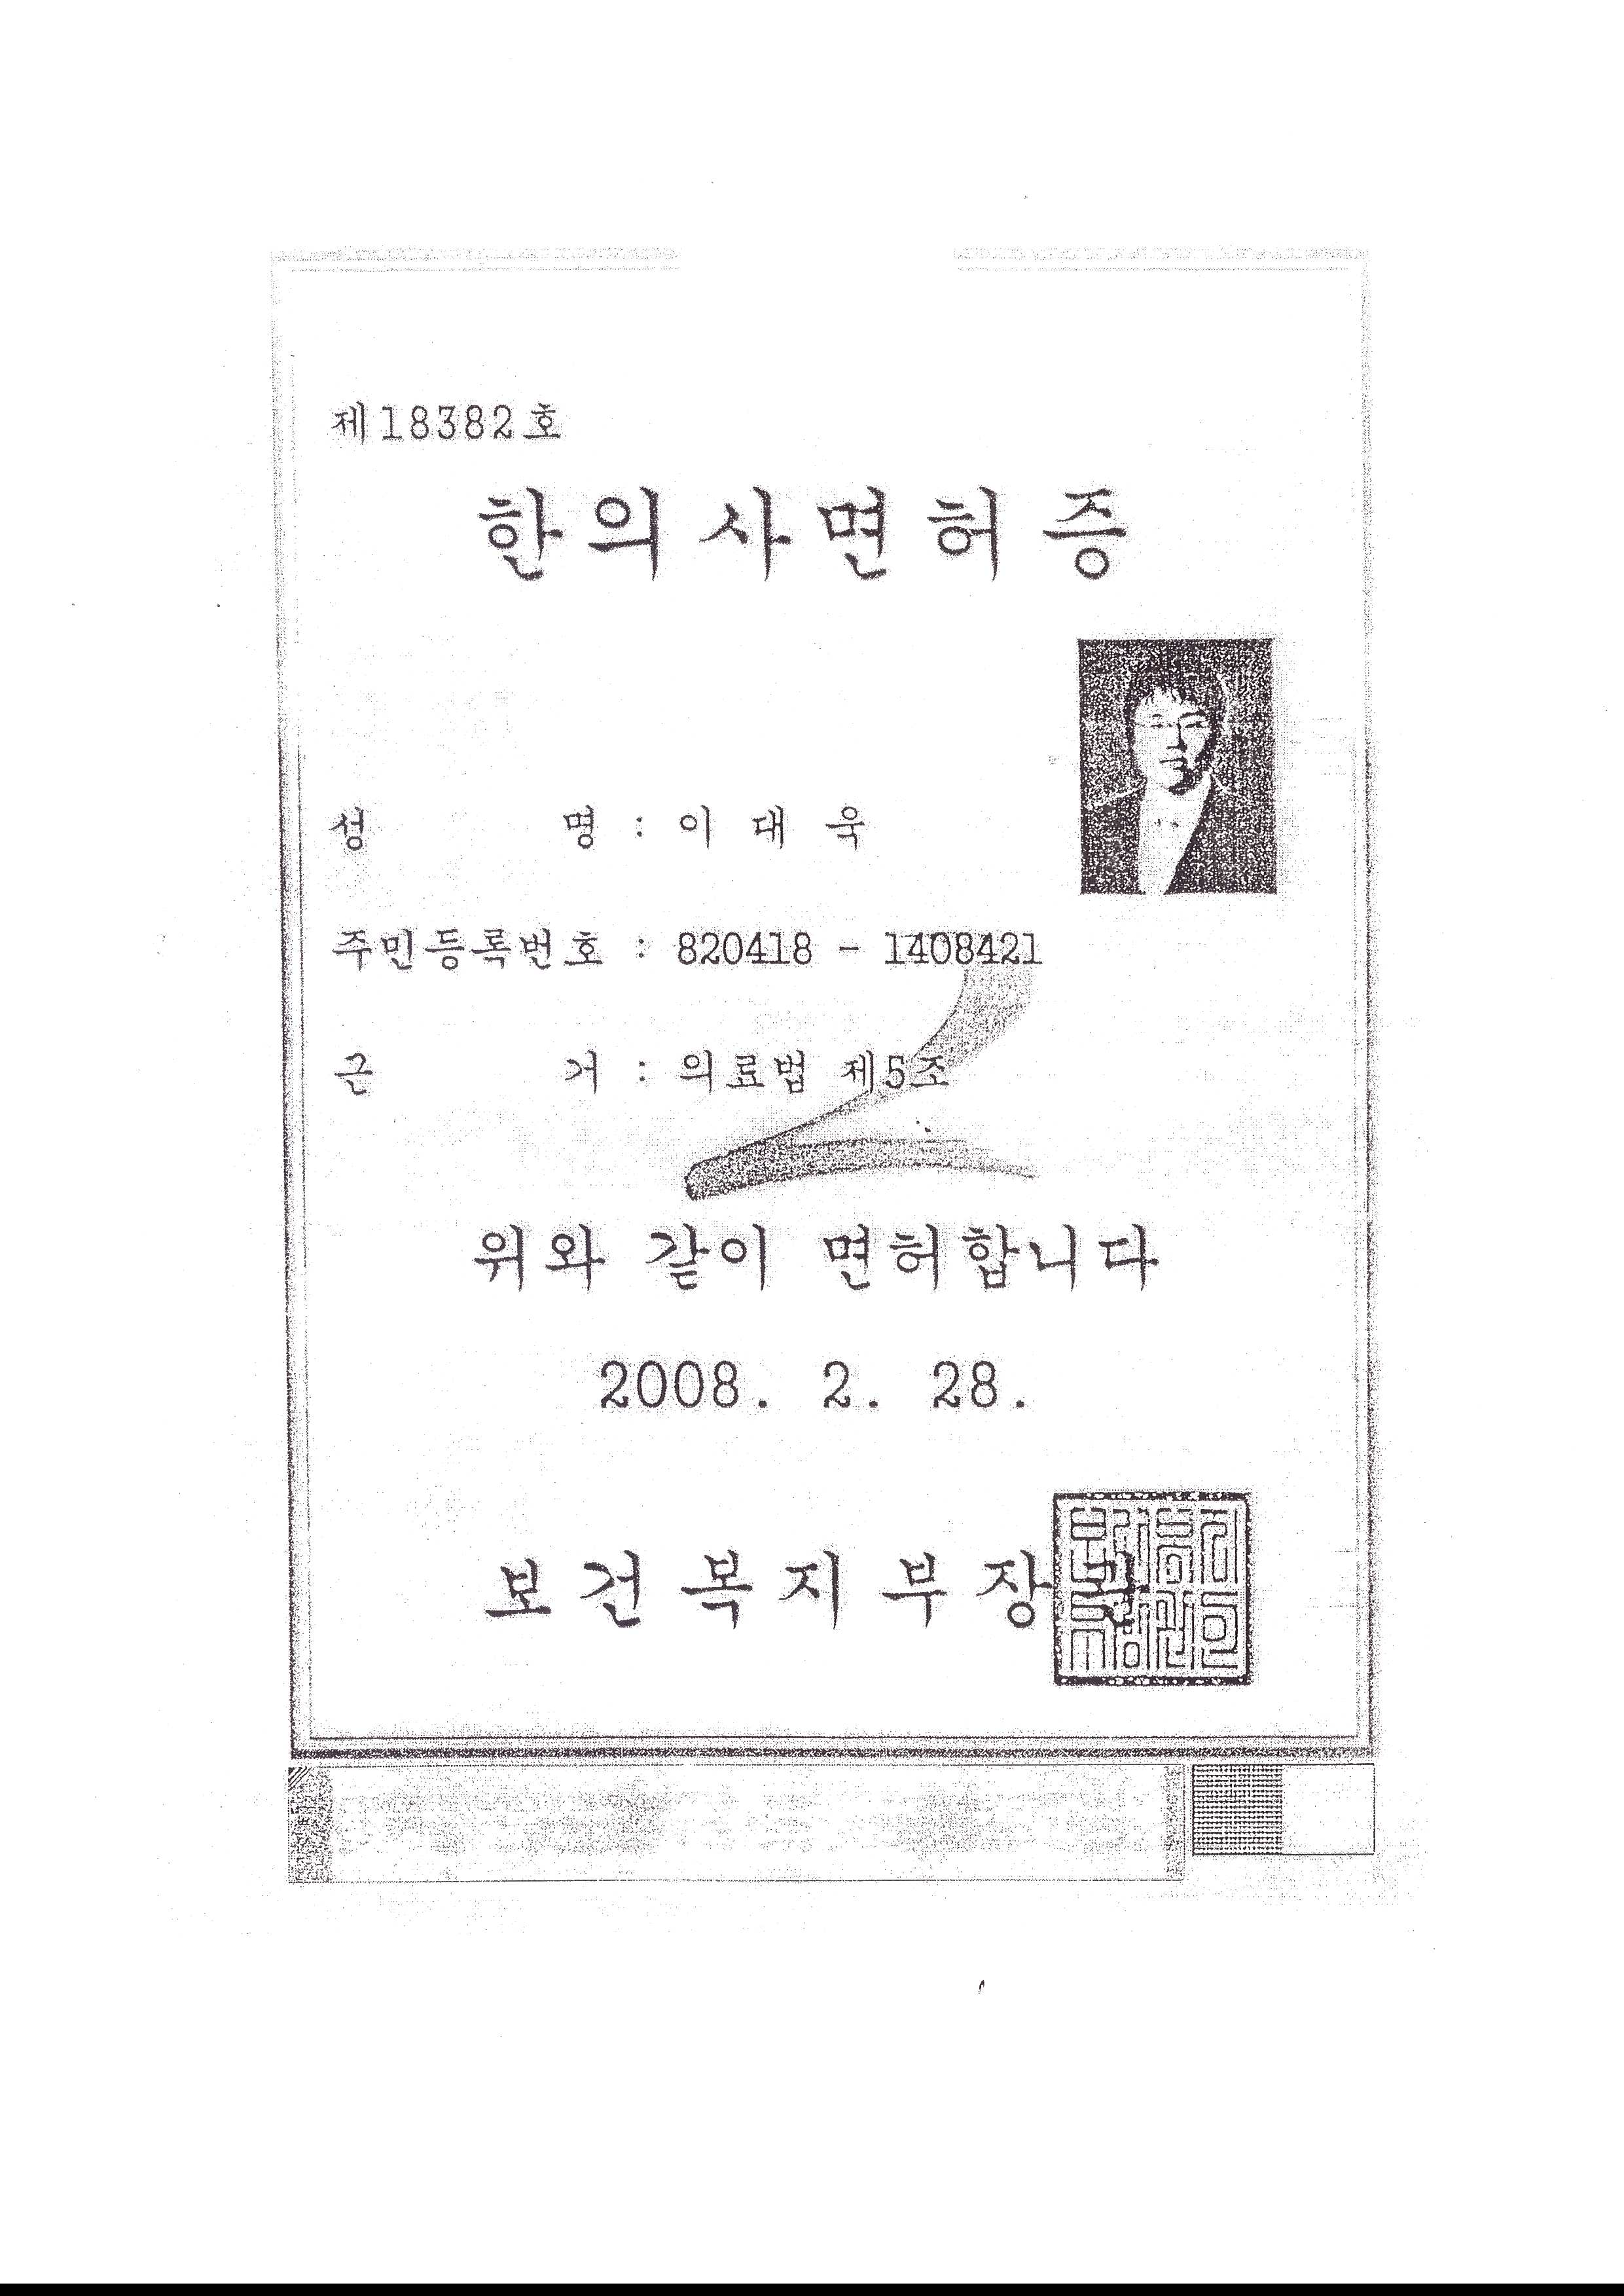 제18382호
한의사면허증
성 명 : 이 대 욱
주민등록번호 : 820418 - 1408421
근 거 : 의료법 제5조
위와 같이 면허합니다
2008. 2. 28.
보건복지부장관